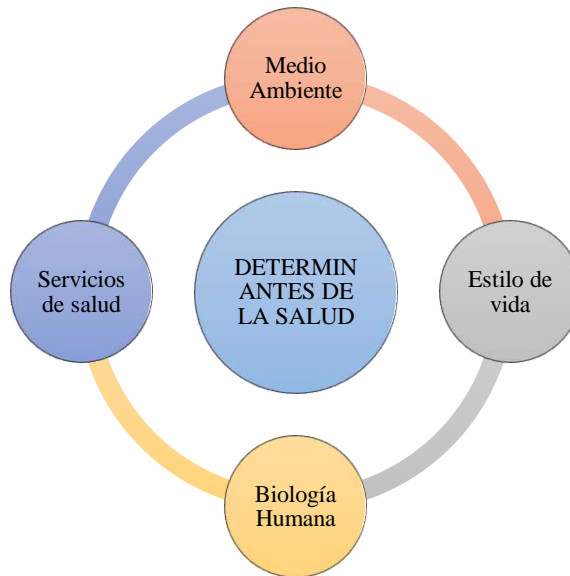 Medio
Ambiente
Servicios
de salud
DETERMIN
ANTES DE
LA SALUD
Estilo de
vida
Biología
Humana